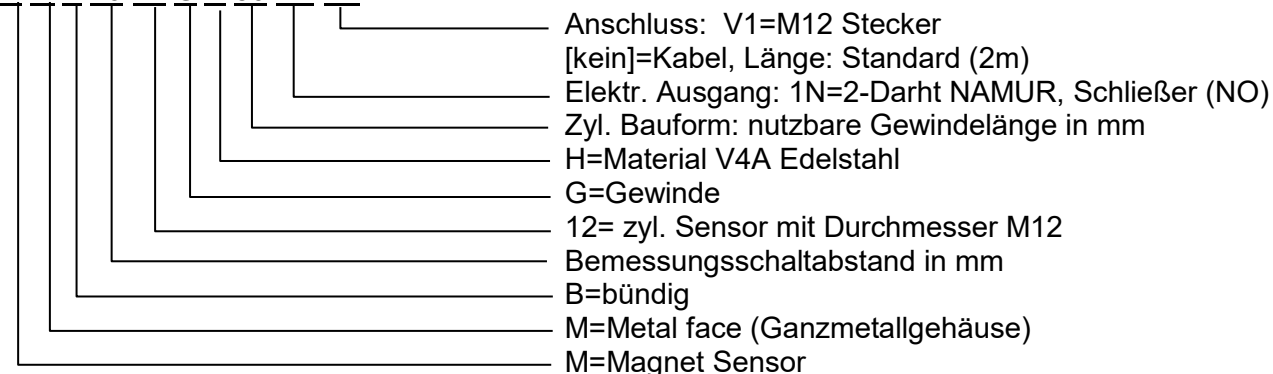 Anschluss: V1=M12 Stecker
[kein]=Kabel, Länge: Standard (2m)
Elektr. Ausgang: 1N=2-Darht NAMUR, Schließer (NO)
Zyl. Bauform: nutzbare Gewindelänge in mm
H=Material V4A Edelstahl
G=Gewinde
12= zyl. Sensor mit Durchmesser M12
Bemessungsschaltabstand in mm
B=bündig
M=Metal face (Ganzmetallgehäuse)
M=Magnet Sensor